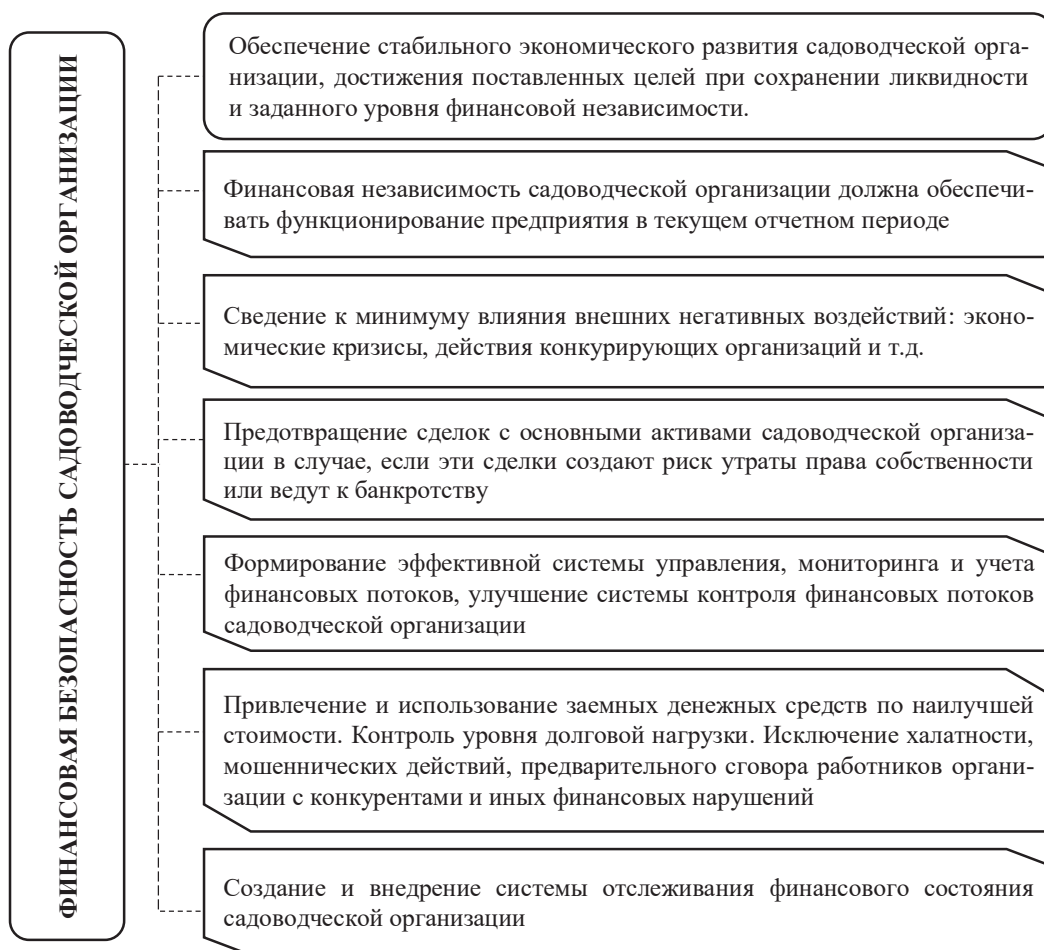 ФИНАНСОВАЯ БЕЗОПАСНОСТЬ САДОВОДЧЕСКОЙ ОРГАНИЗАЦИИ
Обеспечение стабильного экономического развития садоводческой орга-
низации, достижения поставленных целей при сохранении ликвидности
и заданного уровня финансовой независимости.
Финансовая независимость садоводческой организации должна обеспечи-
вать функционирование предприятия в текущем отчетном периоде
Сведение к минимуму влияния внешних негативных воздействий: эконо-
мические кризисы, действия конкурирующих организаций и т.д.
Предотвращение сделок с основными активами садоводческой организа-
ции в случае, если эти сделки создают риск утраты права собственности
или ведут к банкротству
Формирование эффективной системы управления, мониторинга и учета
финансовых потоков, улучшение системы контроля финансовых потоков
садоводческой организации
Привлечение и использование заемных денежных средств по наилучшей
стоимости. Контроль уровня долговой нагрузки. Исключение халатности,
мошеннических действий, предварительного сговора работников органи-
зации с конкурентами и иных финансовых нарушений
Создание и внедрение системы отслеживания финансового состояния
садоводческой организации